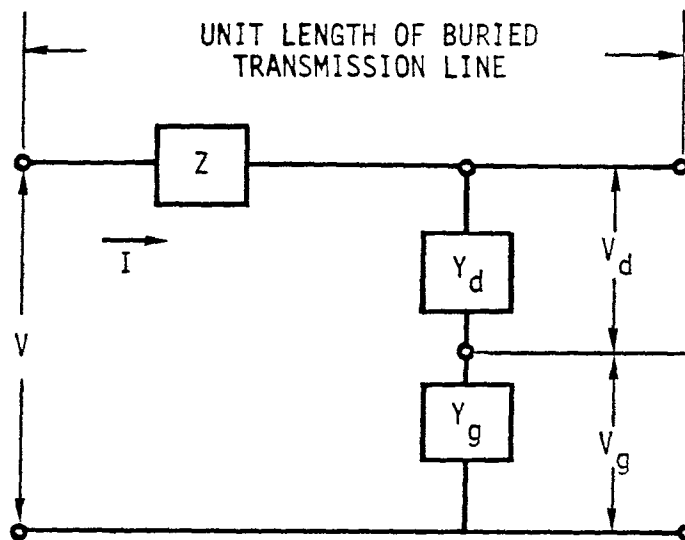 UNIT LENGTH OF BURIED
TRANSMISSION LINE
Z
I
V
Y_d
V_d
Y_g
V_g